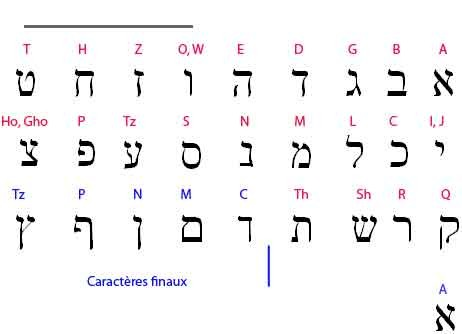 T H Z O, W E D G B A
א ב ג ד ה ו ז ח ט
Ho, Gho P Tz S N M L C I, J
י כ ל מ נ ס ע פ צ
Tz P N M C Th Sh R Q
ק ר ש ת ד ם ן ף ץ
Caractères finaux
A
א